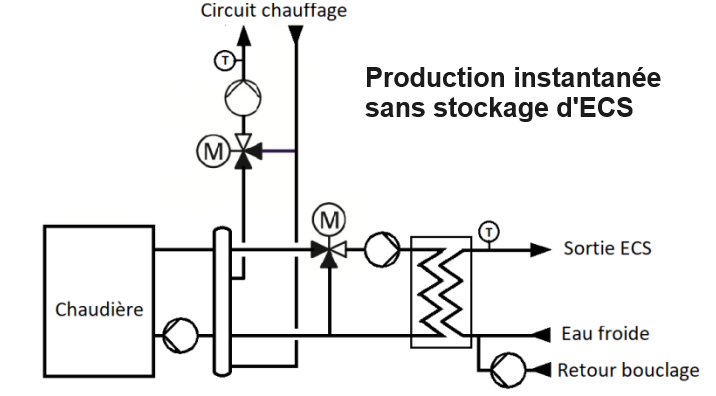 Circuit chauffage
T
Production instantanée
sans stockage d'ECS
M
M
T
Sortie ECS
Chaudière
Eau froide
Retour bouclage